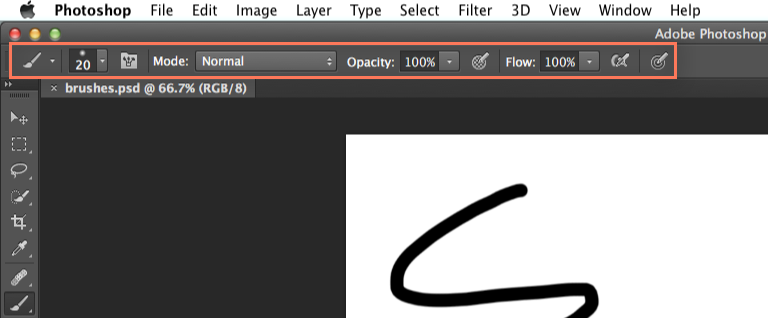 Photoshop File Edit Image Layer Type Select Filter 3D View Window Help
Adobe Photoshop
20 Mode: Normal Opacity: 100% Flow: 100%
× brushes.psd @ 66.7% (RGB/8)